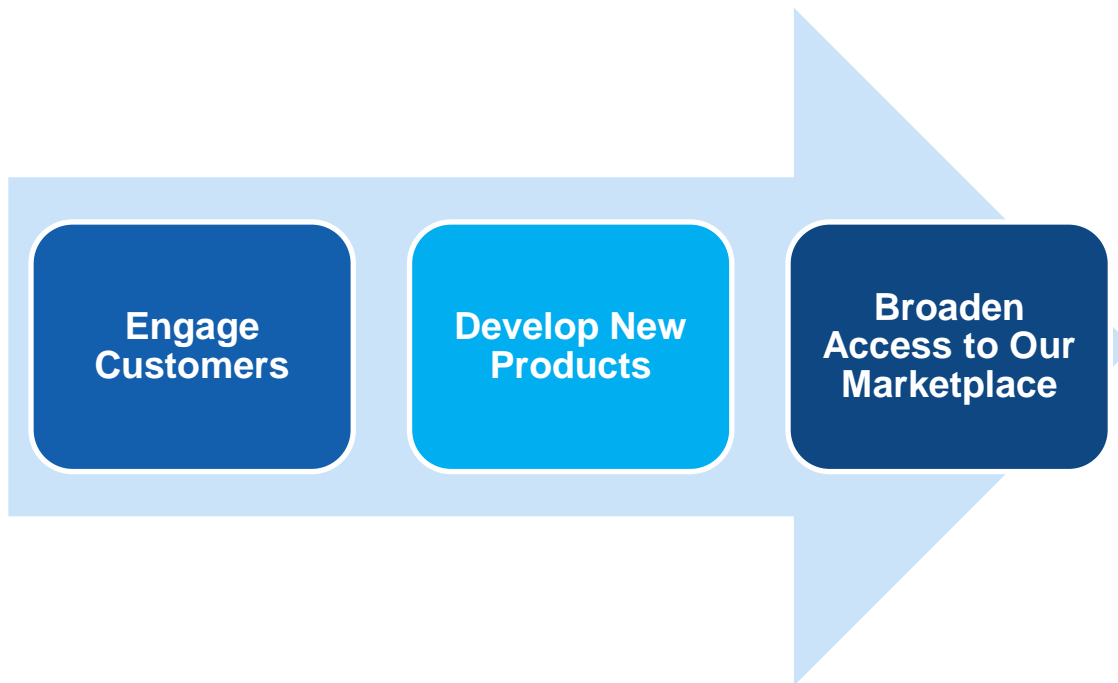 Engage
Customers
Develop New
Products
Broaden
Access to Our
Marketplace